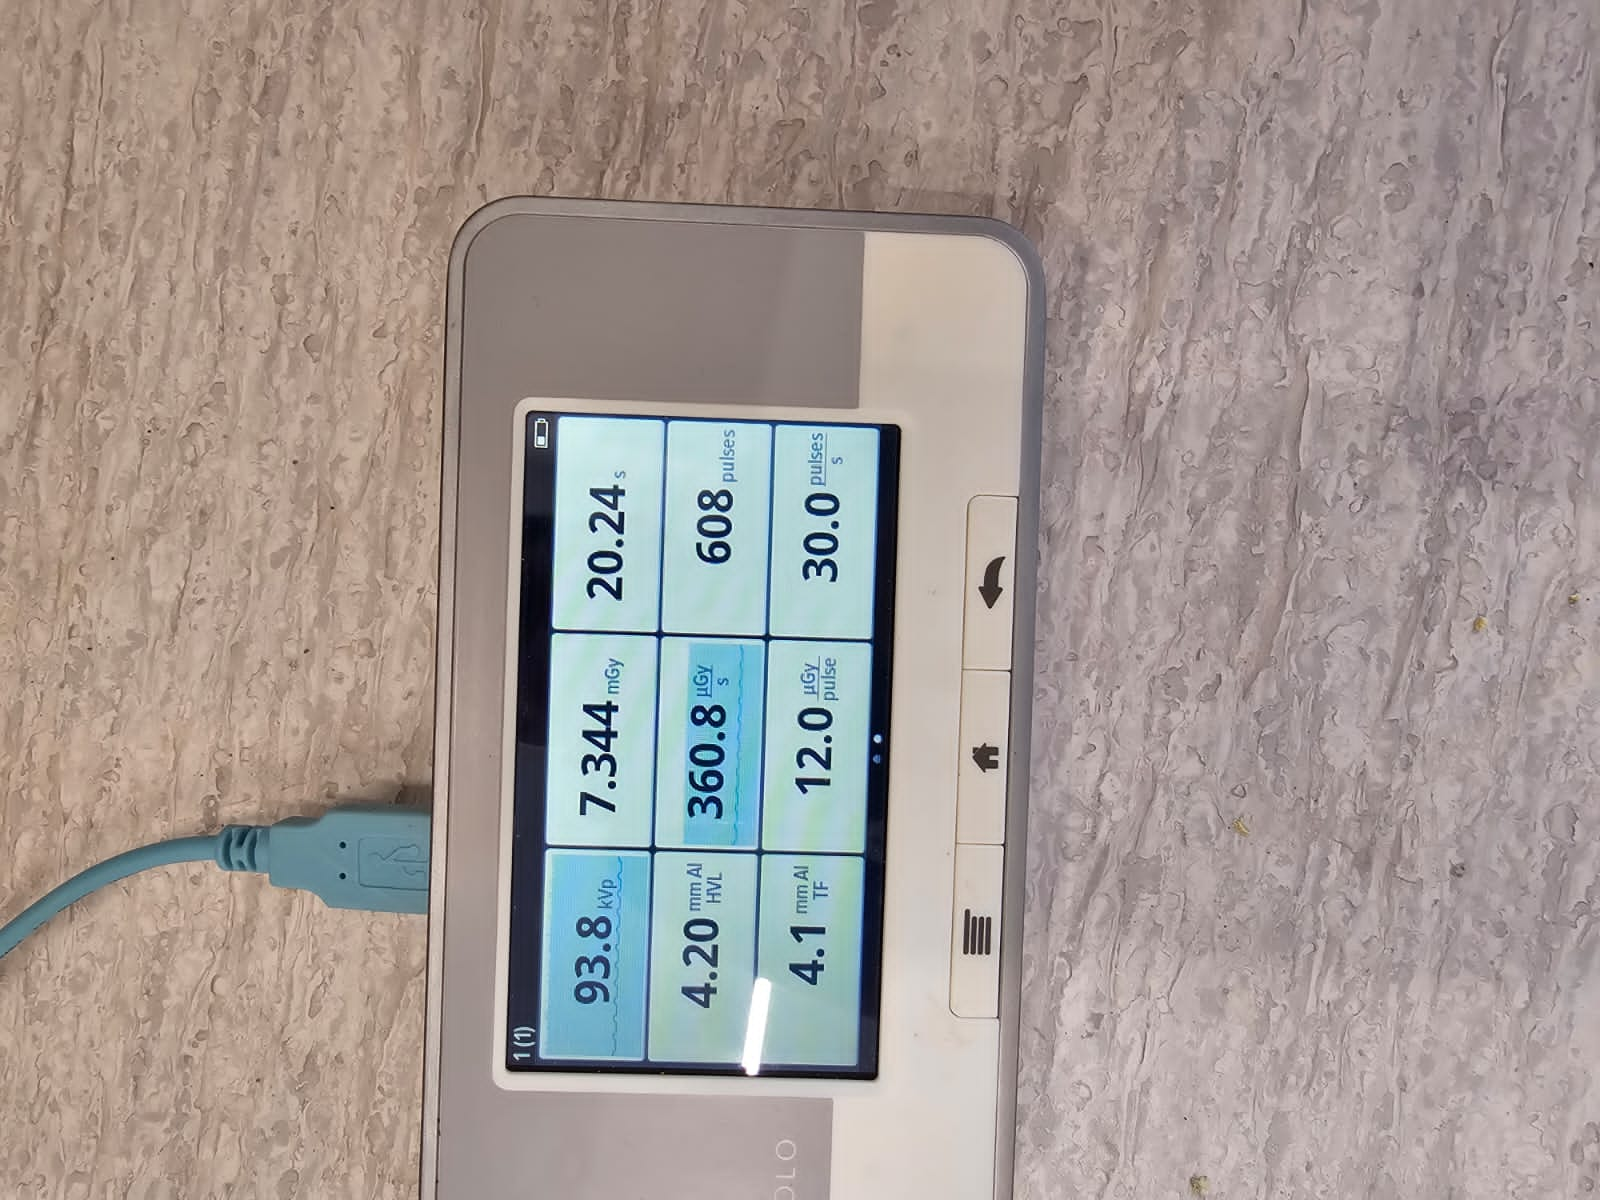 1 (1)
93.8 kVp
7.344 mGy
20.24 s
4.20 mm Al HVL
360.8 µGy/s
608 pulses
4.1 mm Al TF
12.0 µGy/pulse
30.0 pulses/s
OLO